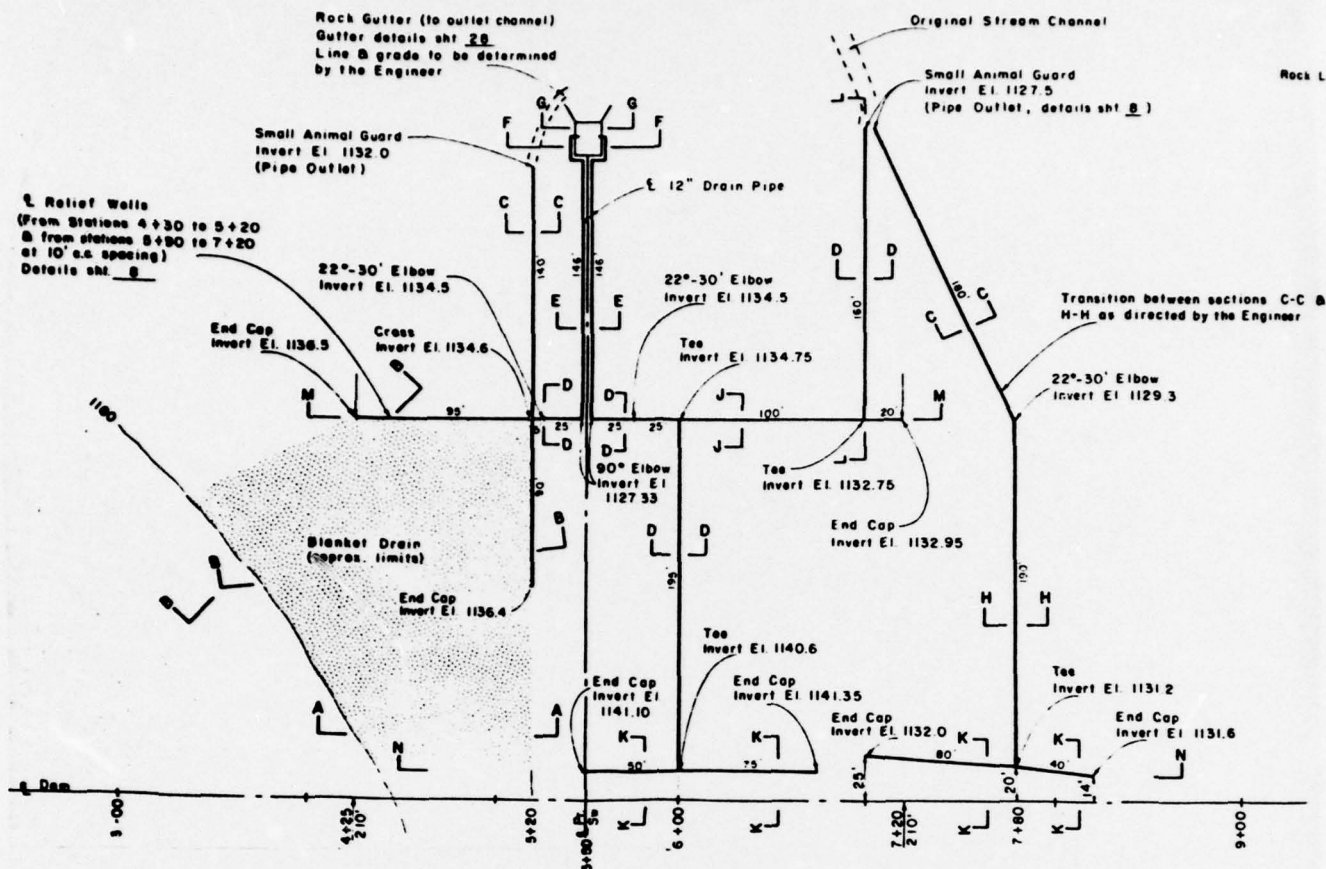 Rock Gutter (to outlet channel)
Gutter details sht 28
Line & grade to be determined
by the Engineer
Original Stream Channel
Small Animal Guard
Invert El. 1127.5
(Pipe Outlet, details sht 8 )
Rock L
G G
F F
Small Animal Guard
Invert El. 1132.0
(Pipe Outlet)
℄ 12" Drain Pipe
℄ Relief Wells
(From Stations 4+30 to 5+20
& from stations 5+90 to 7+20
at 10' c.c. spacing)
Details sht. 8
C C
D D
140'
146' 146'
160'
180'
C C
22°-30' Elbow
Invert El. 1134.5
22°-30' Elbow
Invert El. 1134.5
E E
Transition between sections C-C &
H-H as directed by the Engineer
End Cap
Invert El. 1136.5
Cross
Invert El. 1134.6
Tee
Invert El. 1134.75
22°-30' Elbow
Invert El. 1129.3
B
M 95' D D J 100' 20' M
25 25 25
D D J
1160
90'
90° Elbow
Invert El
1127.33
Tee
Invert El. 1132.75
End Cap
Invert El. 1132.95
B
D D
195'
190'
Blanket Drain
(approx. limits)
B
B
End Cap
Invert El. 1136.4
H H
Tee
Invert El. 1140.6
Tee
Invert El. 1131.2
End Cap
Invert El
1141.10
End Cap
Invert El. 1141.35
End Cap
Invert El. 1132.0
End Cap
Invert El. 1131.6
A A
N K K K K N
50' 75' 80' 40'
25' 20' 14'
℄ Dam
K K K K
4+25
210'
5+20
6+00
7+20
210'
7+80
9+00